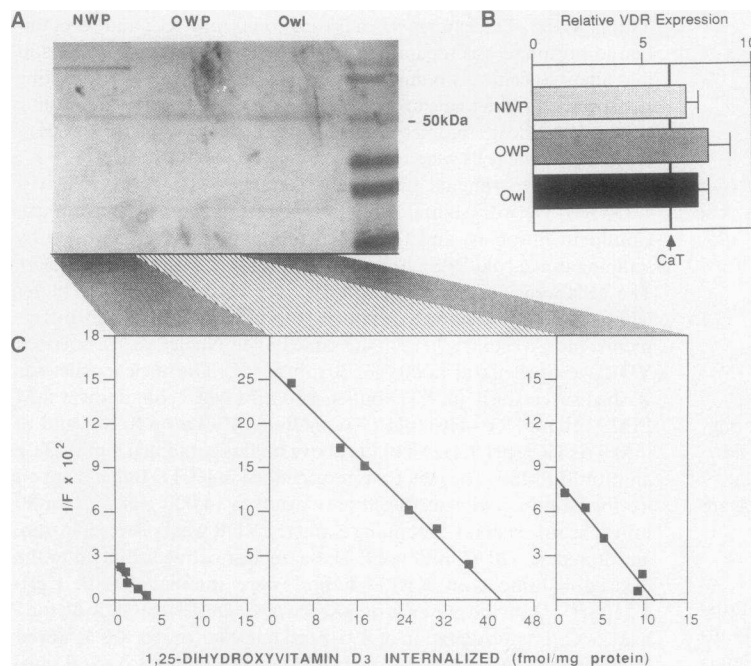 A
NWP OWP Owl
- 50kDa
B
Relative VDR Expression
0 5 10
NWP
OWP
Owl
CaT
C
I/F x 10²
18
15
12
9
6
3
0
25
20
15
10
5
0
18
15
12
9
6
3
0
0 5 10 15
0 8 16 24 32 40 48
0 5 10 15
1,25-DIHYDROXYVITAMIN D3 INTERNALIZED (fmol/mg protein)